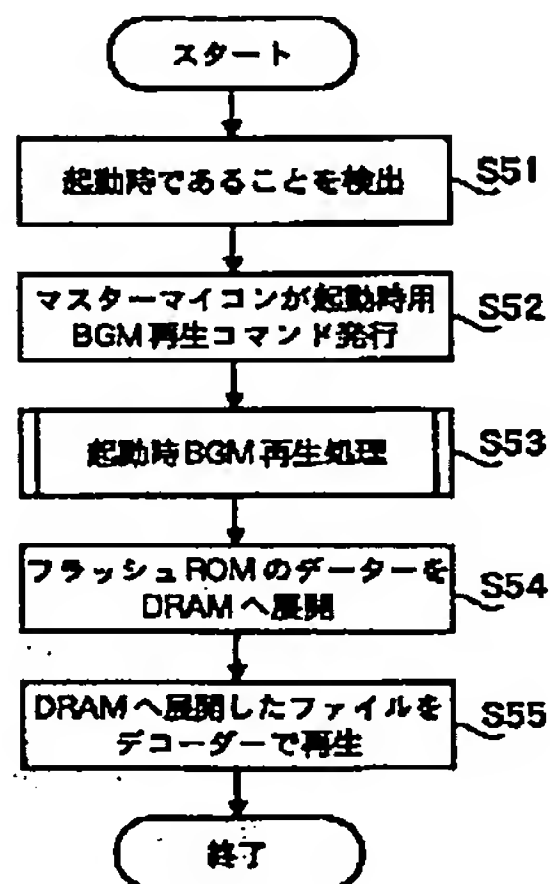 スタート
起動時であることを検出
S51
マスターマイコンが起動時用
BGM再生コマンド発行
S52
起動時BGM再生処理
S53
フラッシュROMのデーターを
DRAMへ展開
S54
DRAMへ展開したファイルを
デコーダーで再生
S55
終了